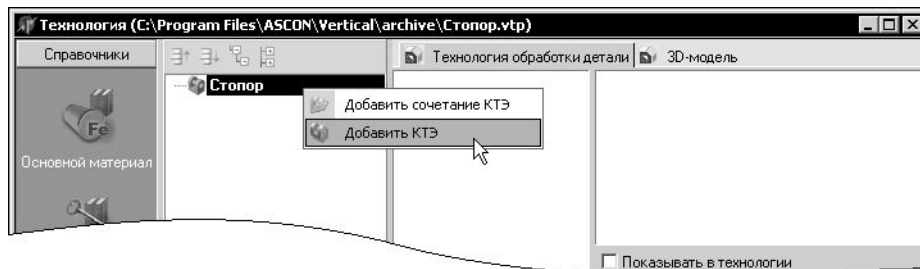 Технология (C:\Program Files\ASCON\Vertical\archive\Стопор.vtp)
Справочники
Технология обработки детали
3D-модель
Стопор
Добавить сочетание КТЭ
Добавить КТЭ
Fe
Основной материал
Показывать в технологии